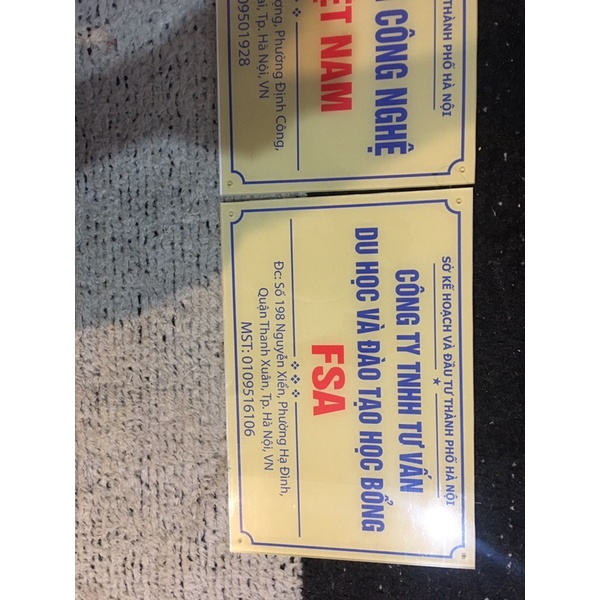 THÀNH PHỐ HÀ NỘI
CÔNG NGHỆ
ỆT NAM
ợng, Phường Định Công,
ai, Tp. Hà Nội, VN
09501928
SỞ KẾ HOẠCH VÀ ĐẦU TƯ THÀNH PHỐ HÀ NỘI
CÔNG TY TNHH TƯ VẤN
DU HỌC VÀ ĐÀO TẠO HỌC BỔNG
FSA
Đc: Số 198 Nguyễn Xiển, Phường Hạ Đình,
Quận Thanh Xuân, Tp. Hà Nội, VN
MST: 0109516106